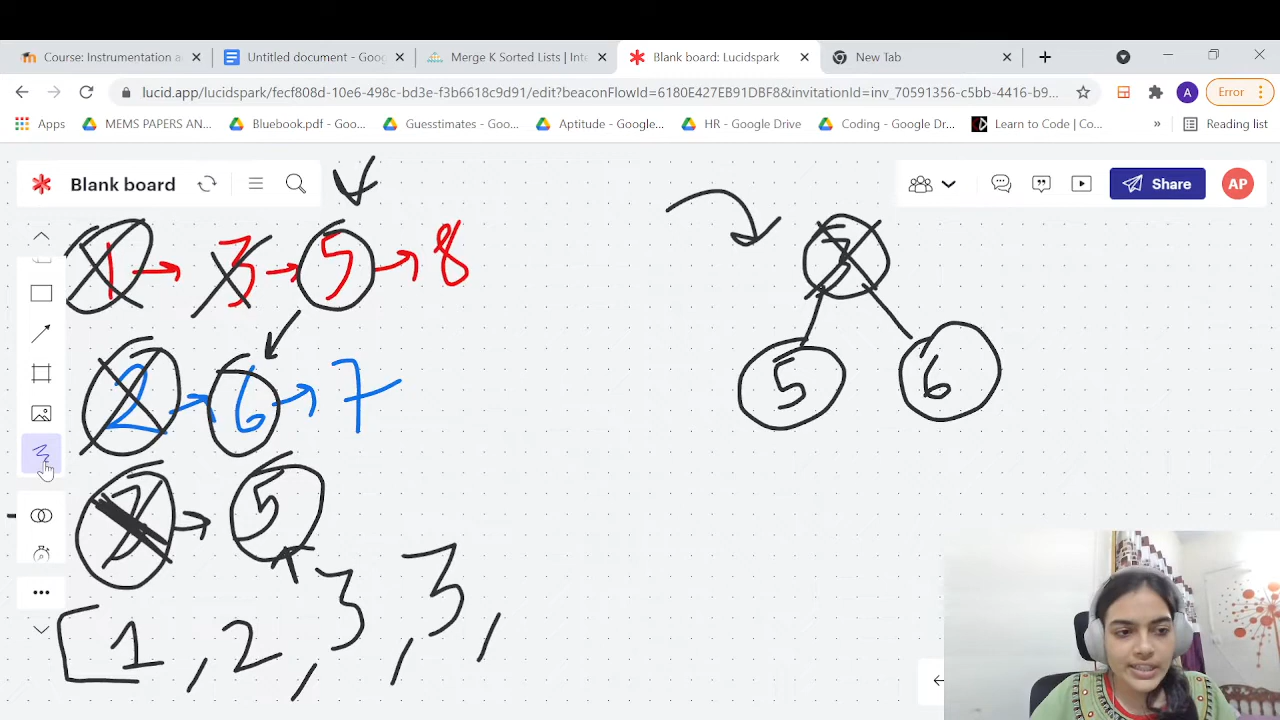 Course: Instrumentation a
Untitled document - Goog
Merge K Sorted Lists | Inte
Blank board: Lucidspark
New Tab
lucid.app/lucidspark/fecf808d-10e6-498c-bd3e-f3b6618c9d91/edit?beaconFlowId=6180E427EB91DBF8&invitationId=inv_70591356-c5bb-4416-b9...
A
Error
Apps
MEMS PAPERS AN...
Bluebook.pdf - Goo...
Guesstimates - Goo...
Aptitude - Google...
HR - Google Drive
Coding - Google Dr...
Learn to Code | Co...
»
Reading list
Blank board
Share
AP
1 → 3 → 5 → 8
3
2 → 6 → 7
5 6
3 → 5
[1, 2, 3, 3,